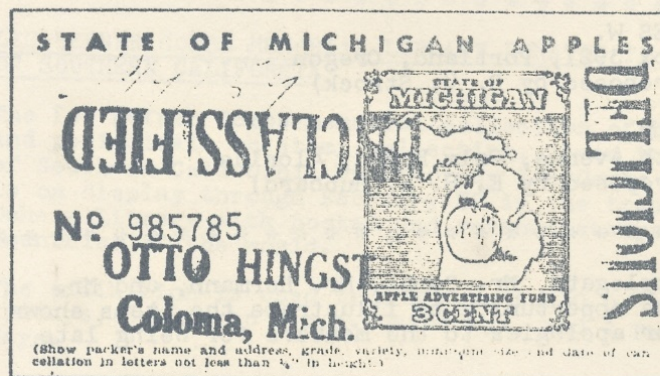 STATE OF MICHIGAN APPLES
UNCLASSIFIED
STATE OF
MICHIGAN
DELICIOUS
Nº 985785
OTTO HINGST
Coloma, Mich.
APPLE ADVERTISING FUND
3 CENT
(Show packer's name and address, grade, variety, minimum size and date of can
cellation in letters not less than ¼" in height.)